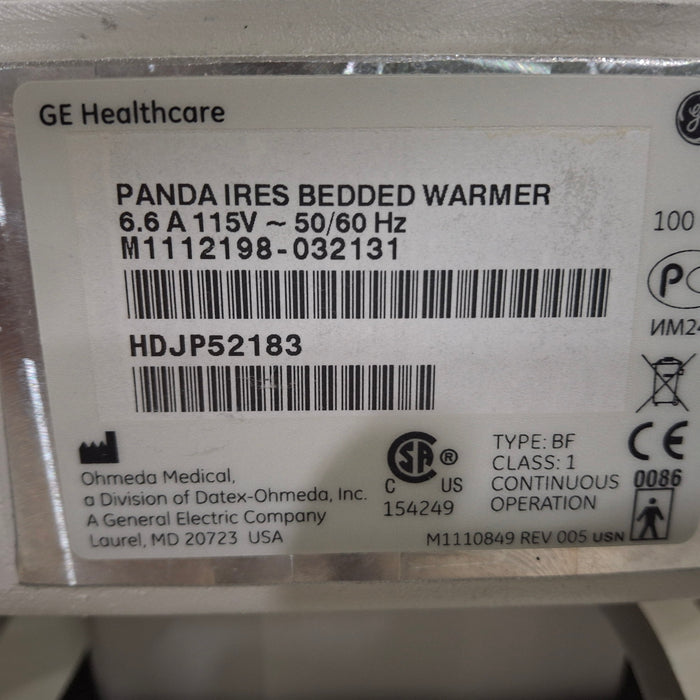 GE Healthcare
PANDA IRES BEDDED WARMER
6.6 A 115V ~ 50/60 Hz
M1112198-032131
100
HDJP52183
Ohmeda Medical,
a Division of Datex-Ohmeda, Inc.
A General Electric Company
Laurel, MD 20723 USA
SA ®
C US
154249
TYPE: BF
CLASS: 1
CONTINUOUS
OPERATION
M1110849 REV 005 USN
P
ИМ24
CE
0086